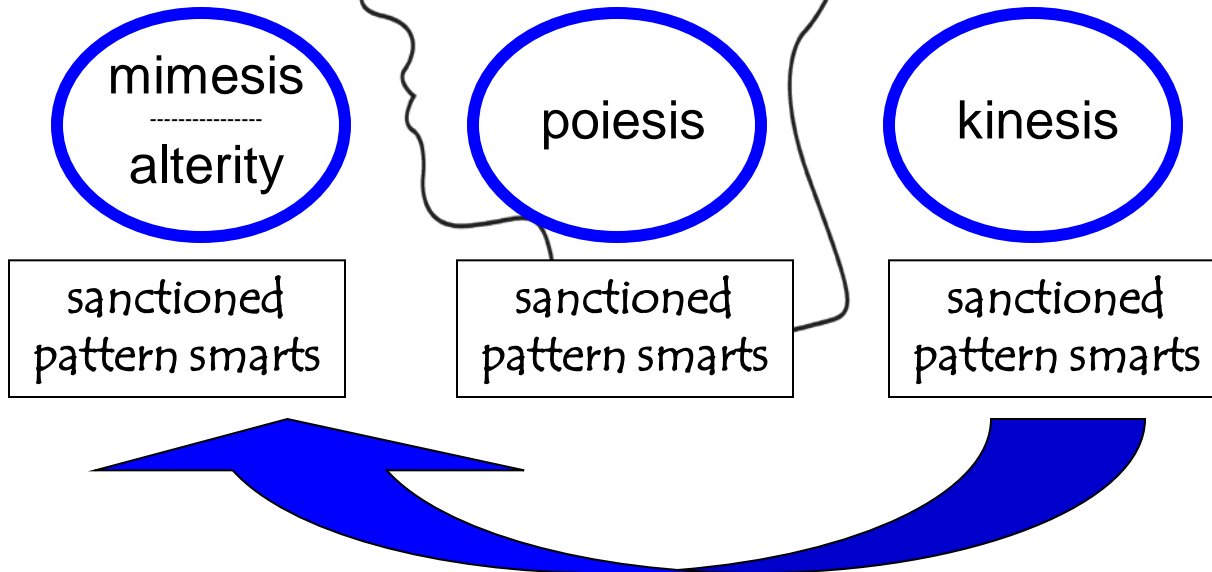 mimesis
----------------
alterity
poiesis
kinesis
sanctioned
pattern smarts
sanctioned
pattern smarts
sanctioned
pattern smarts